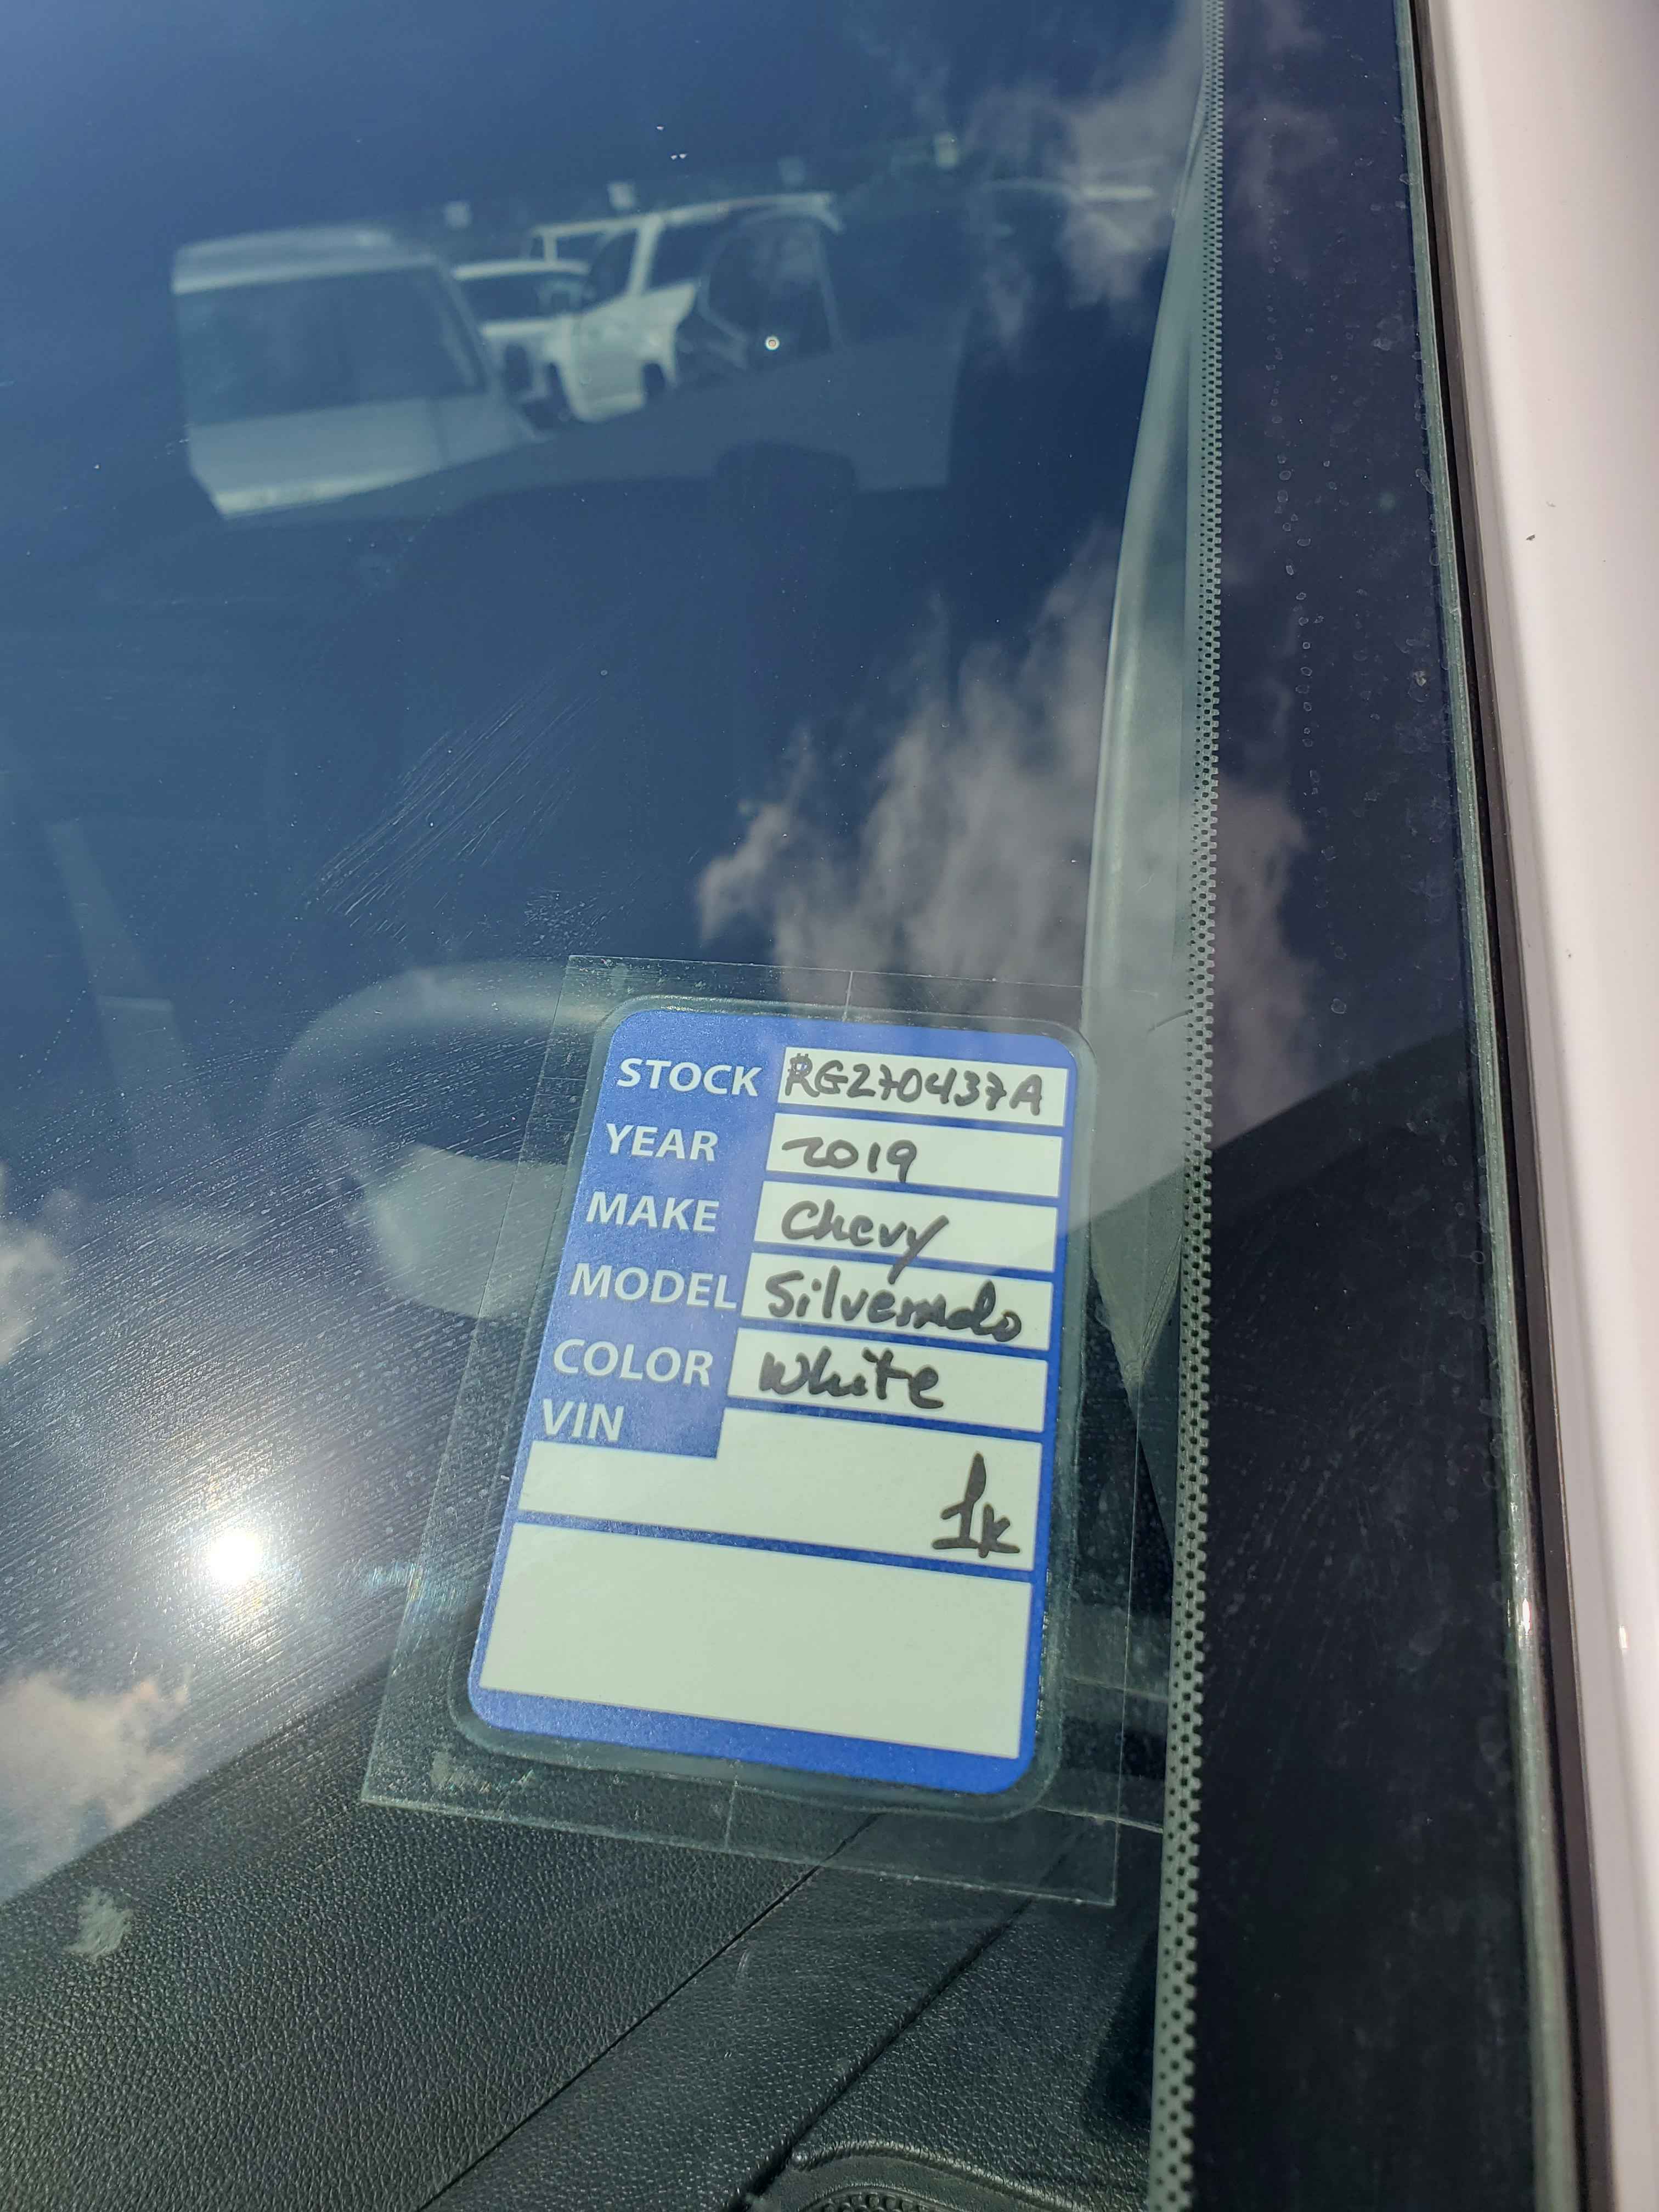 STOCK RG270437A
YEAR 2019
MAKE Chevy
MODEL Silverado
COLOR White
VIN
1k